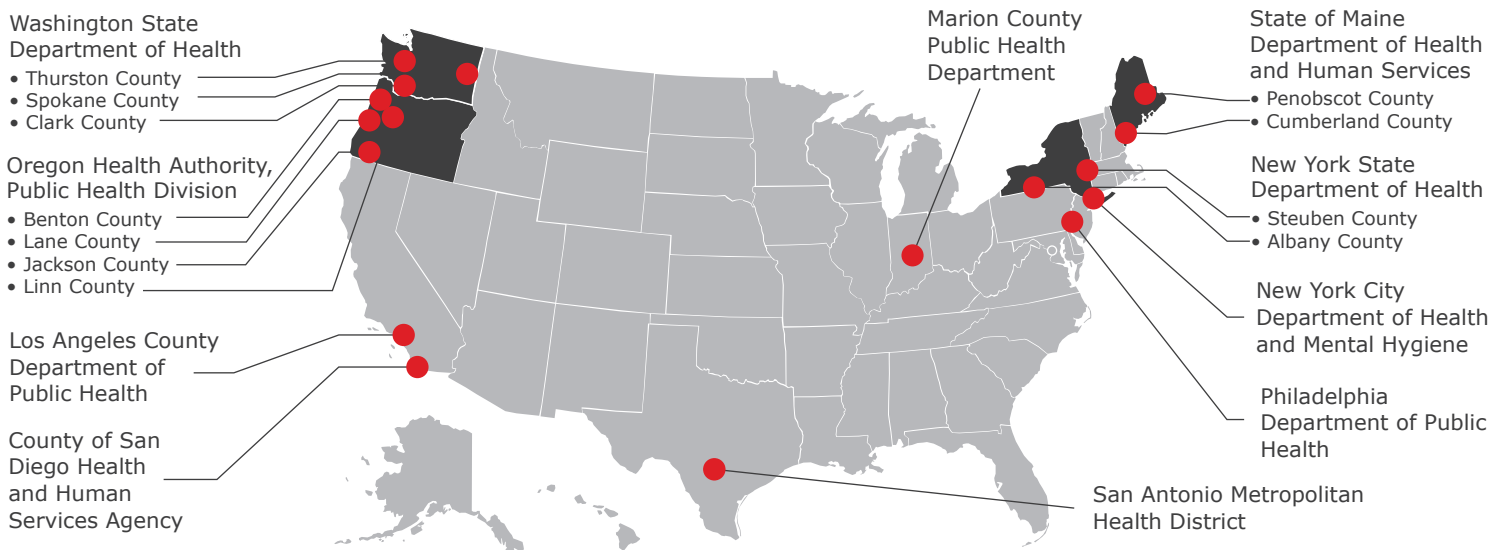 Washington State
Department of Health
• Thurston County
• Spokane County
• Clark County
Oregon Health Authority,
Public Health Division
• Benton County
• Lane County
• Jackson County
• Linn County
Los Angeles County
Department of
Public Health
County of San
Diego Health
and Human
Services Agency
Marion County
Public Health
Department
State of Maine
Department of Health
and Human Services
• Penobscot County
• Cumberland County
New York State
Department of Health
• Steuben County
• Albany County
New York City
Department of Health
and Mental Hygiene
Philadelphia
Department of Public
Health
San Antonio Metropolitan
Health District